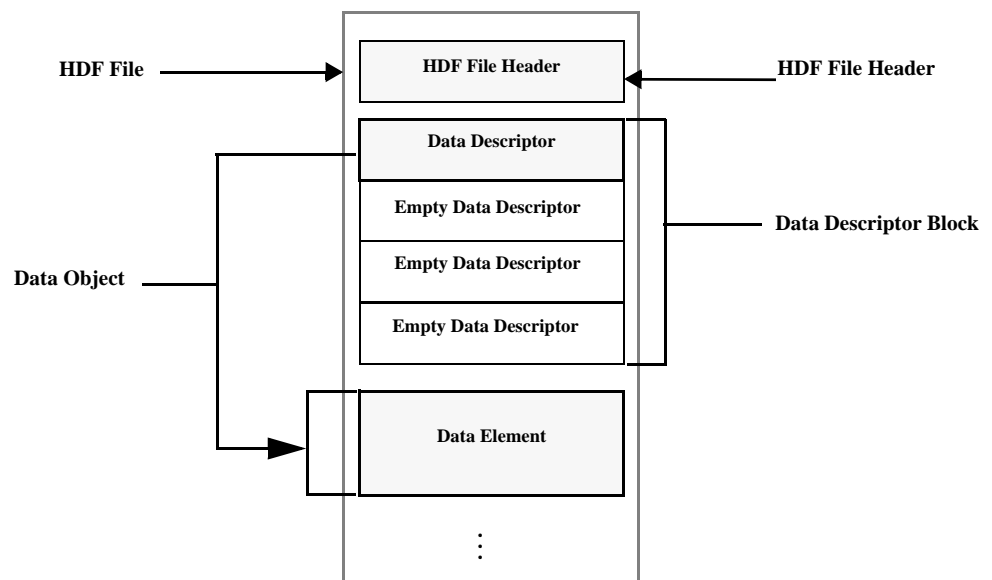 HDF File Header
HDF File
HDF File Header
Data Descriptor
Empty Data Descriptor
Data Descriptor Block
Empty Data Descriptor
Data Object
Empty Data Descriptor
Data Element
⋮